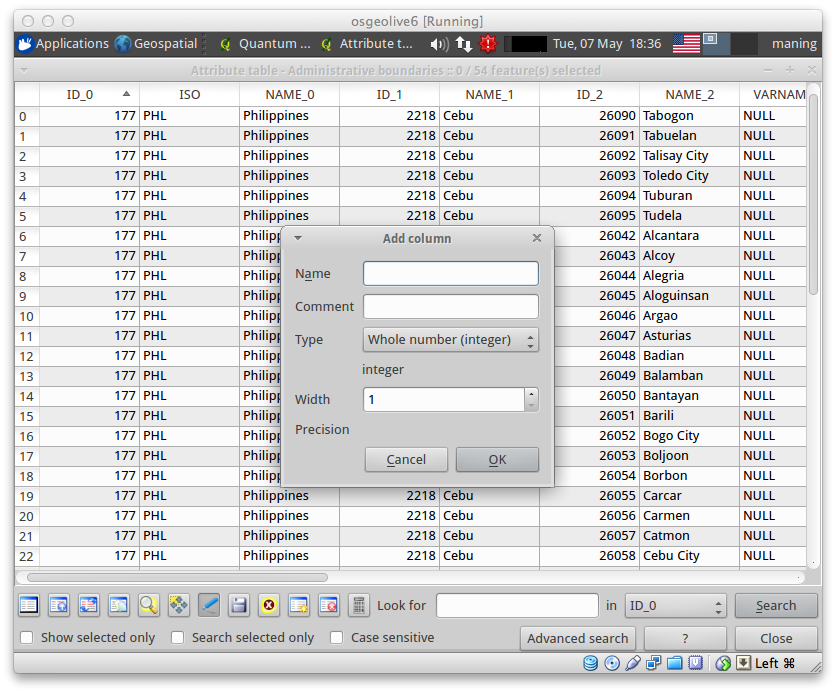 osgeolive6 [Running]
Applications Geospatial Quantum ... Attribute t... Tue, 07 May 18:36 maning
Attribute table - Administrative boundaries :: 0 / 54 feature(s) selected
ID_0 ISO NAME_0 ID_1 NAME_1 ID_2 NAME_2 VARNAM
0 177 PHL Philippines 2218 Cebu 26090 Tabogon NULL
1 177 PHL Philippines 2218 Cebu 26091 Tabuelan NULL
2 177 PHL Philippines 2218 Cebu 26092 Talisay City NULL
3 177 PHL Philippines 2218 Cebu 26093 Toledo City NULL
4 177 PHL Philippines 2218 Cebu 26094 Tuburan NULL
5 177 PHL Philippines 2218 Cebu 26095 Tudela NULL
6 177 PHL Philipp 26042 Alcantara NULL
7 177 PHL Philipp 26043 Alcoy NULL
8 177 PHL Philipp 26044 Alegria NULL
9 177 PHL Philipp 26045 Aloguinsan NULL
10 177 PHL Philipp 26046 Argao NULL
11 177 PHL Philipp 26047 Asturias NULL
12 177 PHL Philipp 26048 Badian NULL
13 177 PHL Philipp 26049 Balamban NULL
14 177 PHL Philipp 26050 Bantayan NULL
15 177 PHL Philipp 26051 Barili NULL
16 177 PHL Philipp 26052 Bogo City NULL
17 177 PHL Philipp 26053 Boljoon NULL
18 177 PHL Philipp 26054 Borbon NULL
19 177 PHL Philippines 2218 Cebu 26055 Carcar NULL
20 177 PHL Philippines 2218 Cebu 26056 Carmen NULL
21 177 PHL Philippines 2218 Cebu 26057 Catmon NULL
22 177 PHL Philippines 2218 Cebu 26058 Cebu City NULL
Add column
Name
Comment
Type Whole number (integer)
integer
Width 1
Precision
Cancel OK
Look for in ID_0 Search
Show selected only Search selected only Case sensitive Advanced search ? Close
Left ⌘